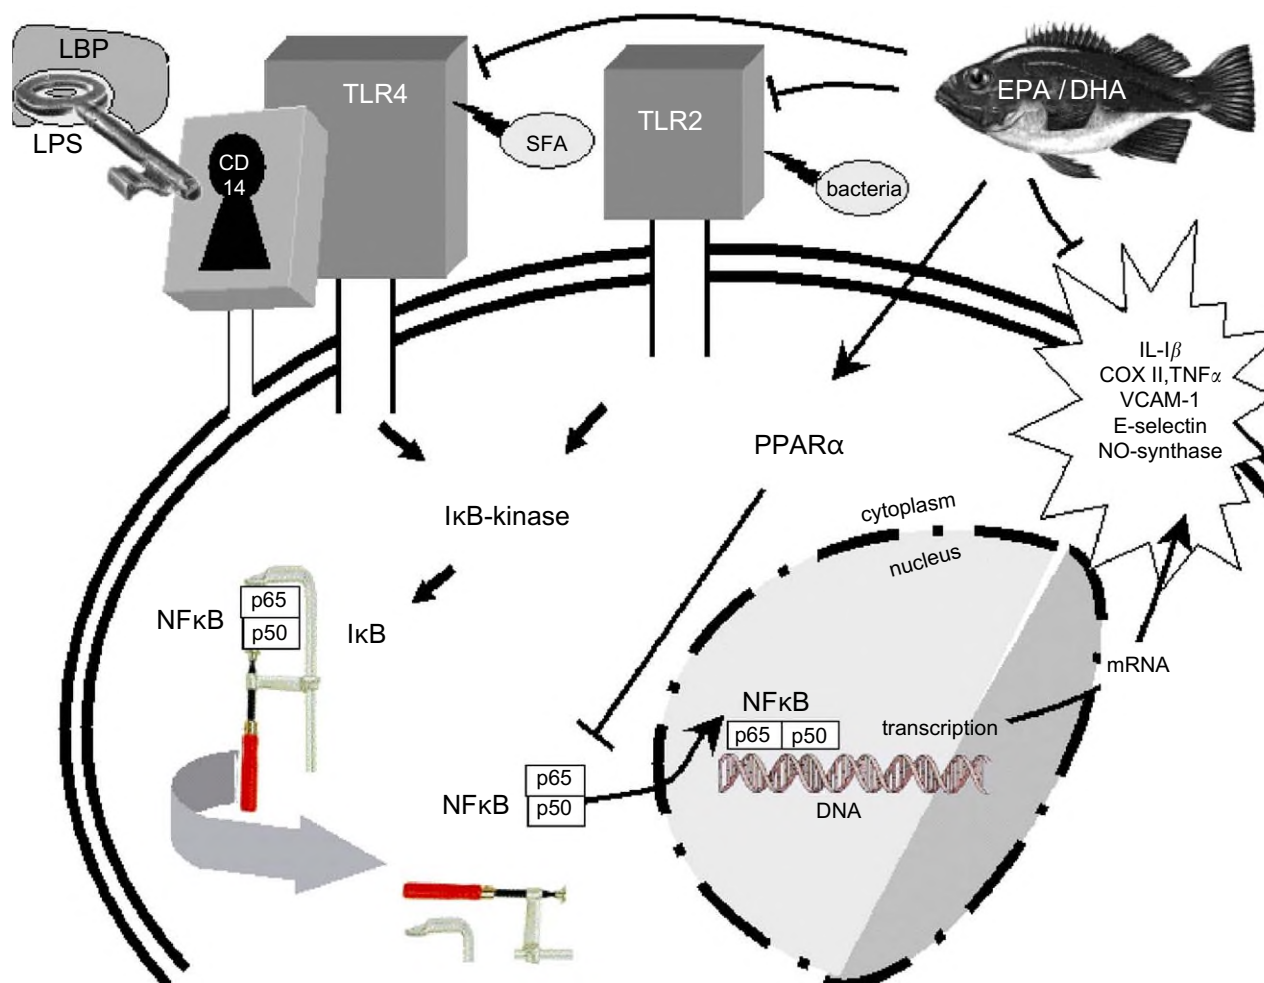 LBP
LPS
CD
14
TLR4
SFA
TLR2
bacteria
EPA / DHA
IL-Iβ
COX II,TNFα
VCAM-1
E-selectin
NO-synthase
PPARα
IκB-kinase
cytoplasm
nucleus
NFκB
p65
p50
IκB
mRNA
NFκB
p65 p50
transcription
DNA
NFκB
p65
p50